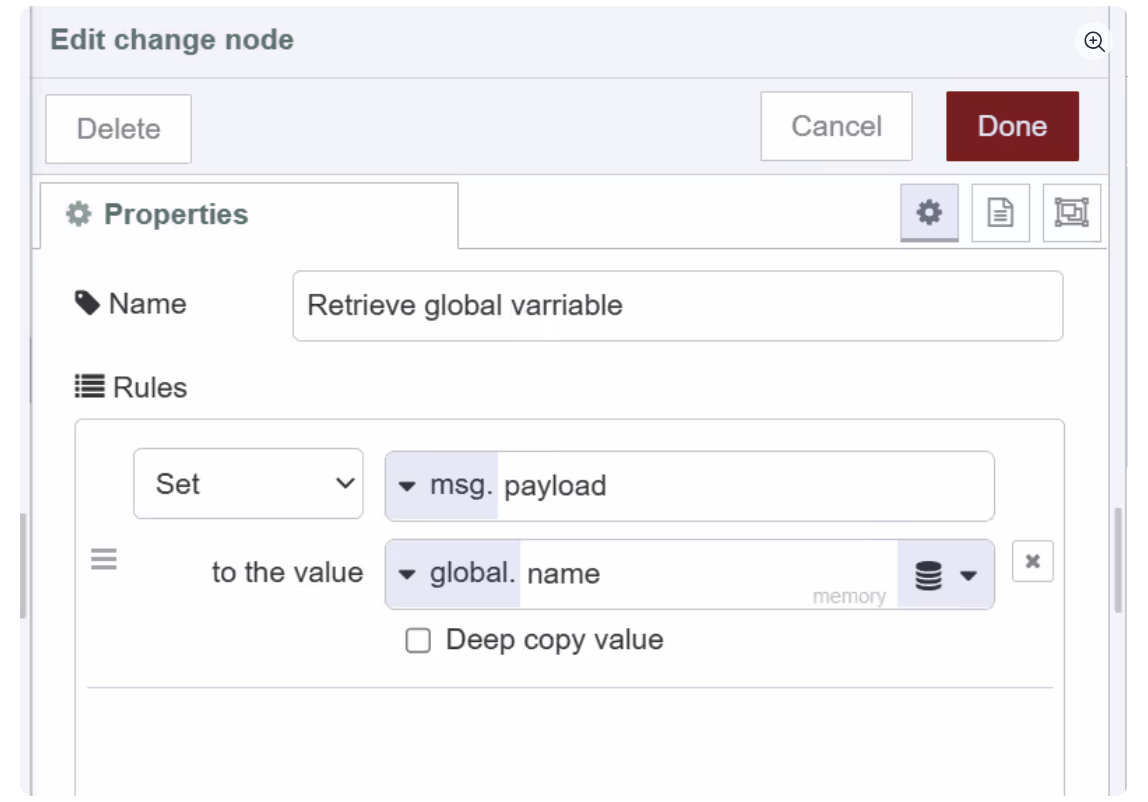 Edit change node
Delete
Cancel
Done
Properties
Name
Retrieve global varriable
Rules
Set
msg. payload
to the value
global. name
memory
Deep copy value